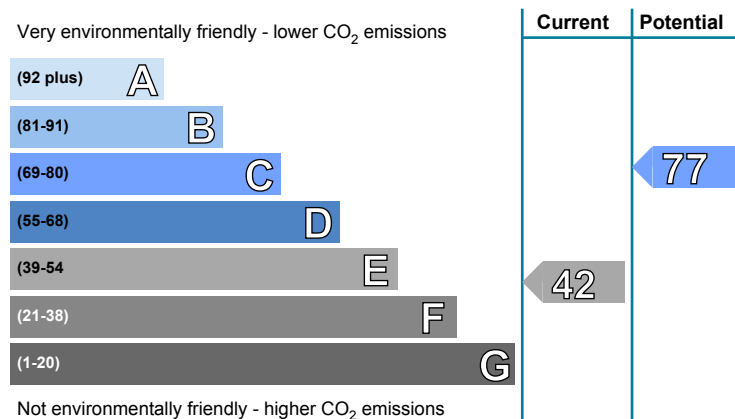 Very environmentally friendly - lower CO₂ emissions
Current
Potential
(92 plus) A
(81-91) B
(69-80) C
77
(55-68) D
(39-54 E
42
(21-38) F
(1-20) G
Not environmentally friendly - higher CO₂ emissions